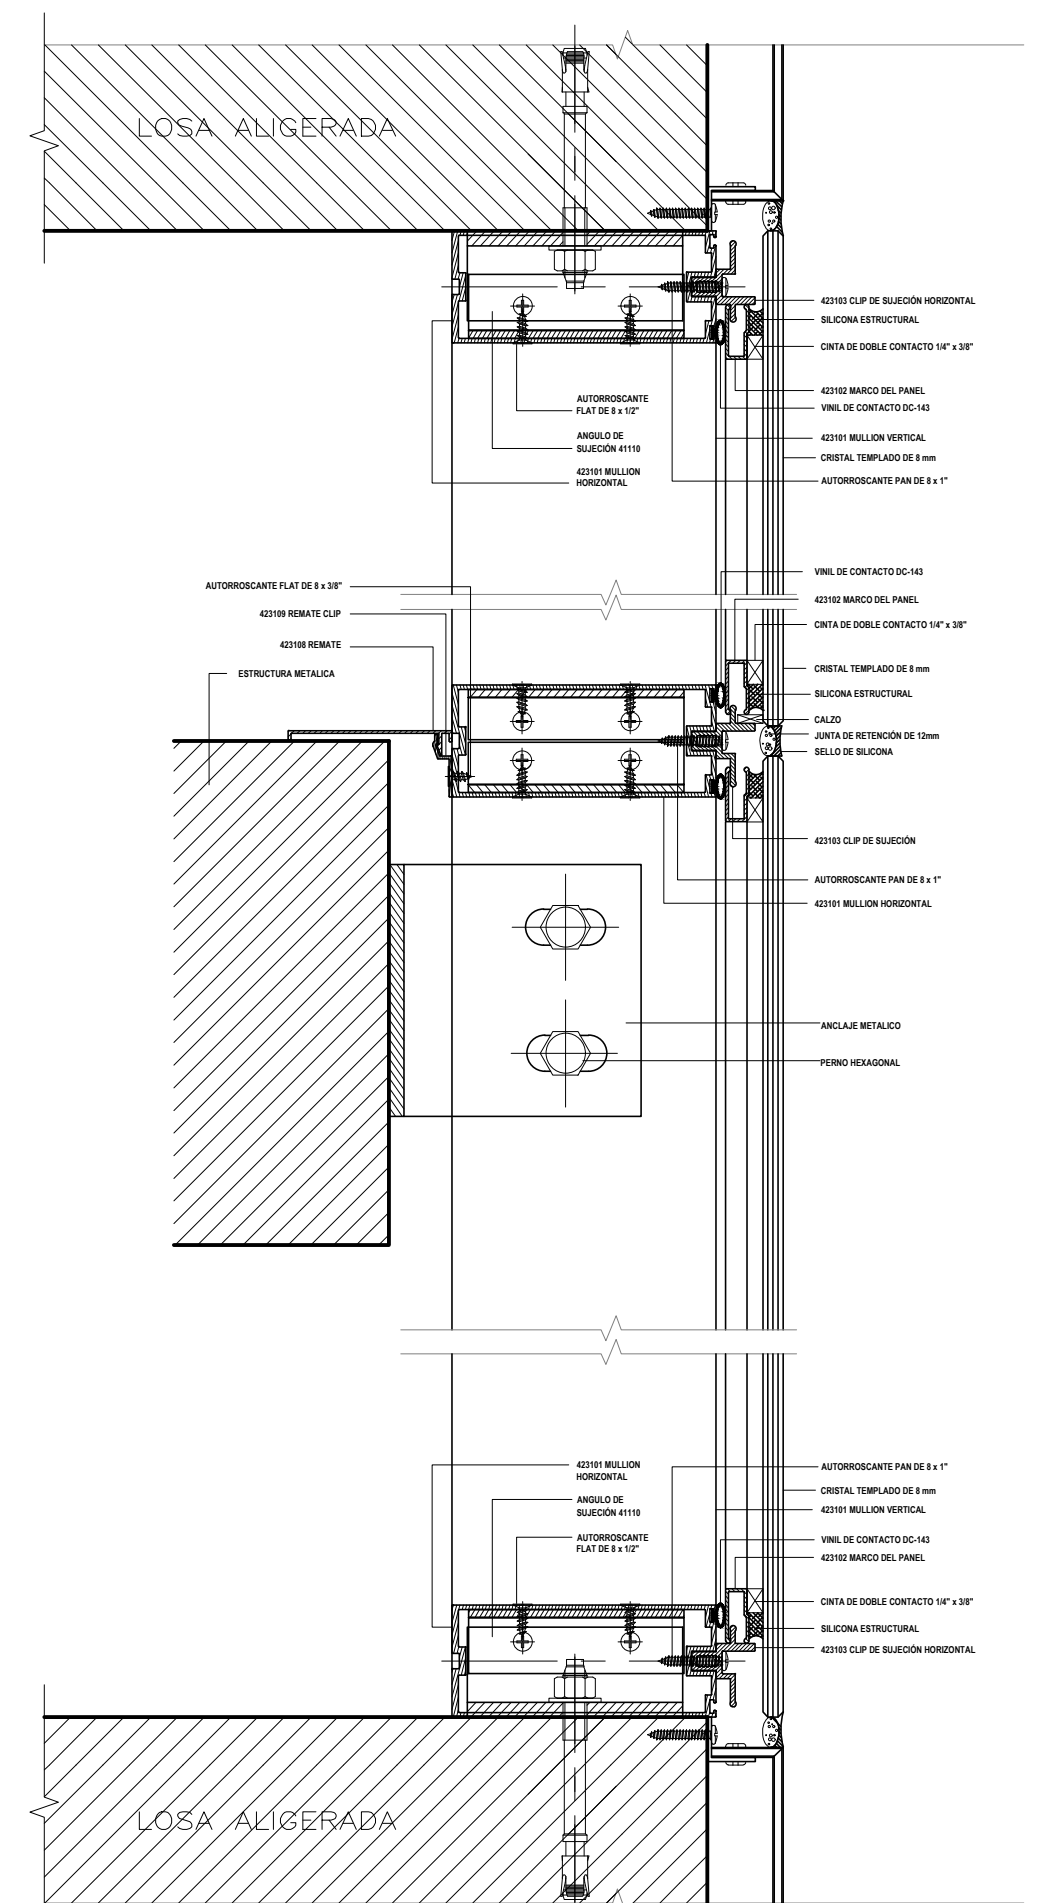 LOSA ALIGERADA
423103 CLIP DE SUJECIÓN HORIZONTAL
SILICONA ESTRUCTURAL
CINTA DE DOBLE CONTACTO 1/4" x 3/8"
423102 MARCO DEL PANEL
VINIL DE CONTACTO DC-143
423101 MULLION VERTICAL
CRISTAL TEMPLADO DE 8 mm
AUTORROSCANTE PAN DE 8 x 1"
AUTORROSCANTE
FLAT DE 8 x 1/2"
ANGULO DE
SUJECIÓN 41110
423101 MULLION
HORIZONTAL
AUTORROSCANTE FLAT DE 8 x 3/8"
423109 REMATE CLIP
423108 REMATE
ESTRUCTURA METALICA
VINIL DE CONTACTO DC-143
423102 MARCO DEL PANEL
CINTA DE DOBLE CONTACTO 1/4" x 3/8"
CRISTAL TEMPLADO DE 8 mm
SILICONA ESTRUCTURAL
CALZO
JUNTA DE RETENCIÓN DE 12mm
SELLO DE SILICONA
423103 CLIP DE SUJECIÓN
AUTORROSCANTE PAN DE 8 x 1"
423101 MULLION HORIZONTAL
ANCLAJE METALICO
PERNO HEXAGONAL
423101 MULLION
HORIZONTAL
ANGULO DE
SUJECIÓN 41110
AUTORROSCANTE
FLAT DE 8 x 1/2"
AUTORROSCANTE PAN DE 8 x 1"
CRISTAL TEMPLADO DE 8 mm
423101 MULLION VERTICAL
VINIL DE CONTACTO DC-143
423102 MARCO DEL PANEL
CINTA DE DOBLE CONTACTO 1/4" x 3/8"
SILICONA ESTRUCTURAL
423103 CLIP DE SUJECIÓN HORIZONTAL
LOSA ALIGERADA